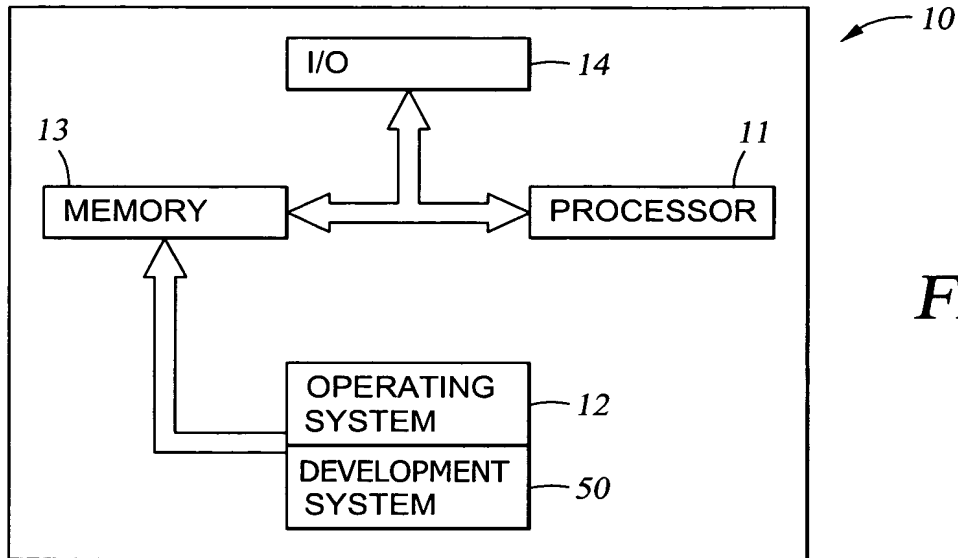 10
I/O
14
13
11
MEMORY
PROCESSOR
OPERATING
SYSTEM
12
DEVELOPMENT
SYSTEM
50